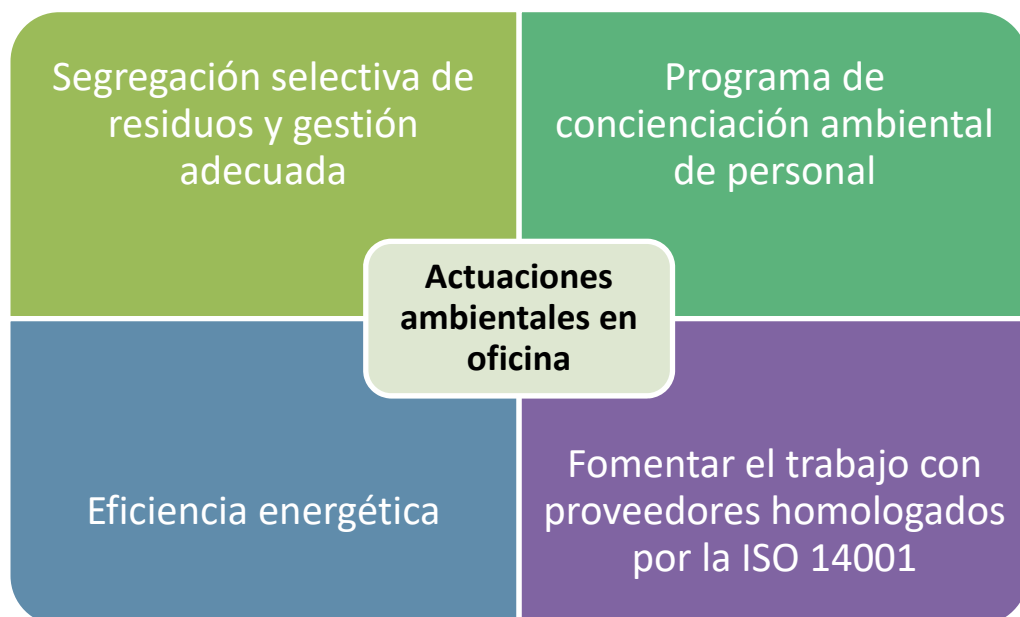 Segregación selectiva de
residuos y gestión
adecuada
Programa de
concienciación ambiental
de personal
Actuaciones
ambientales en
oficina
Eficiencia energética
Fomentar el trabajo con
proveedores homologados
por la ISO 14001